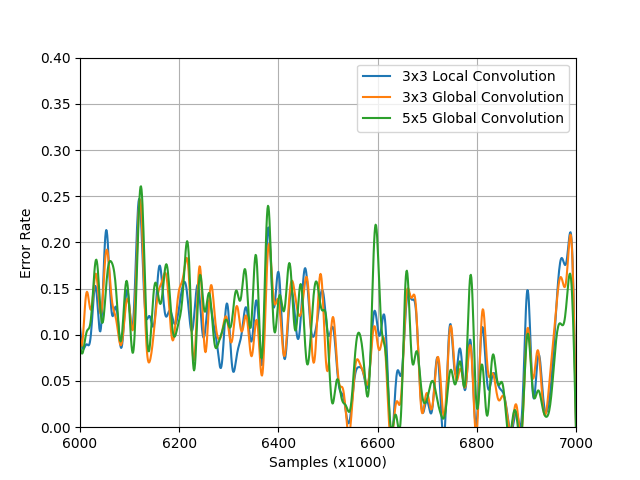 0.40
0.35
0.30
0.25
0.20
0.15
0.10
0.05
0.00
Error Rate
3x3 Local Convolution
3x3 Global Convolution
5x5 Global Convolution
6000 6200 6400 6600 6800 7000
Samples (x1000)